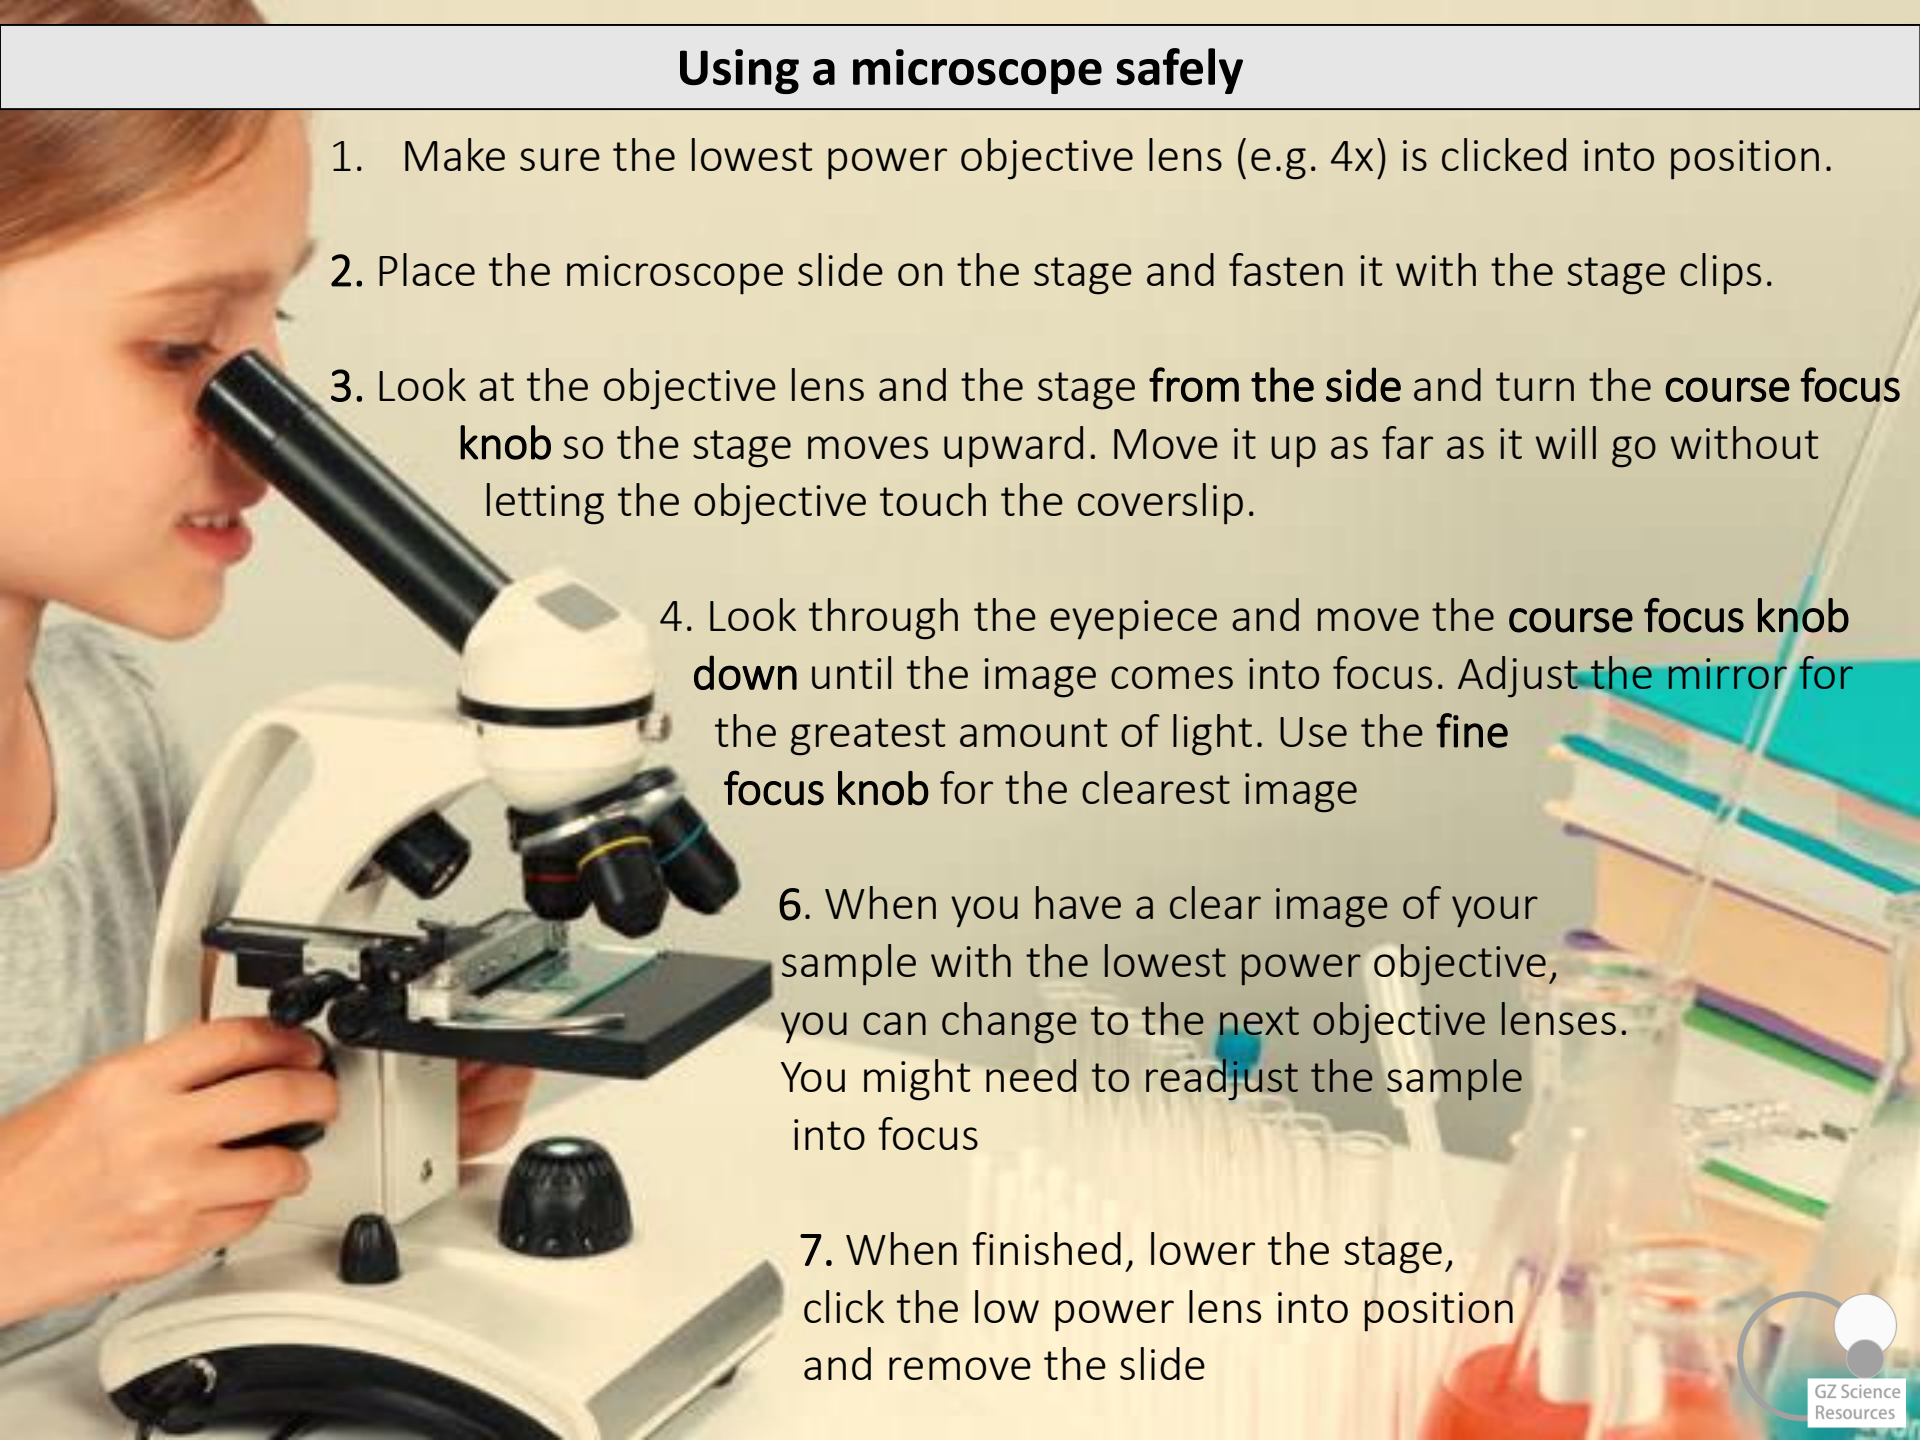 Using a microscope safely
1. Make sure the lowest power objective lens (e.g. 4x) is clicked into position.
2. Place the microscope slide on the stage and fasten it with the stage clips.
3. Look at the objective lens and the stage from the side and turn the course focus
knob so the stage moves upward. Move it up as far as it will go without
letting the objective touch the coverslip.
4. Look through the eyepiece and move the course focus knob
down until the image comes into focus. Adjust the mirror for
the greatest amount of light. Use the fine
focus knob for the clearest image
6. When you have a clear image of your
sample with the lowest power objective,
you can change to the next objective lenses.
You might need to readjust the sample
into focus
7. When finished, lower the stage,
click the low power lens into position
and remove the slide
GZ Science
Resources